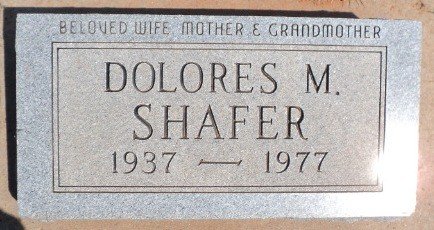 BELOVED WIFE, MOTHER & GRANDMOTHER
DOLORES M.
SHAFER
1937 — 1977